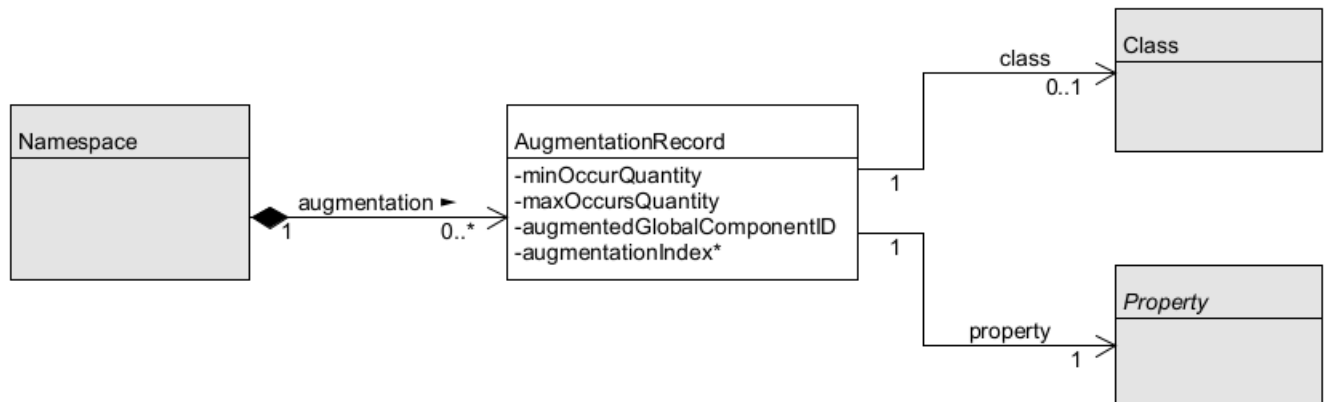 Class
class
0..1
Namespace
AugmentationRecord
-minOccurQuantity
-maxOccursQuantity
-augmentedGlobalComponentID
-augmentationIndex*
1
augmentation ►
1
0..*
1
Property
property
1